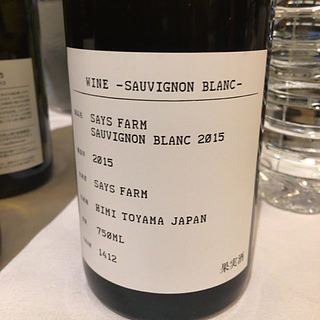 WINE -SAUVIGNON BLANC-
SAYS FARM
SAUVIGNON BLANC 2015
2015
SAYS FARM
HIMI TOYAMA JAPAN
750ML
1412
果実酒